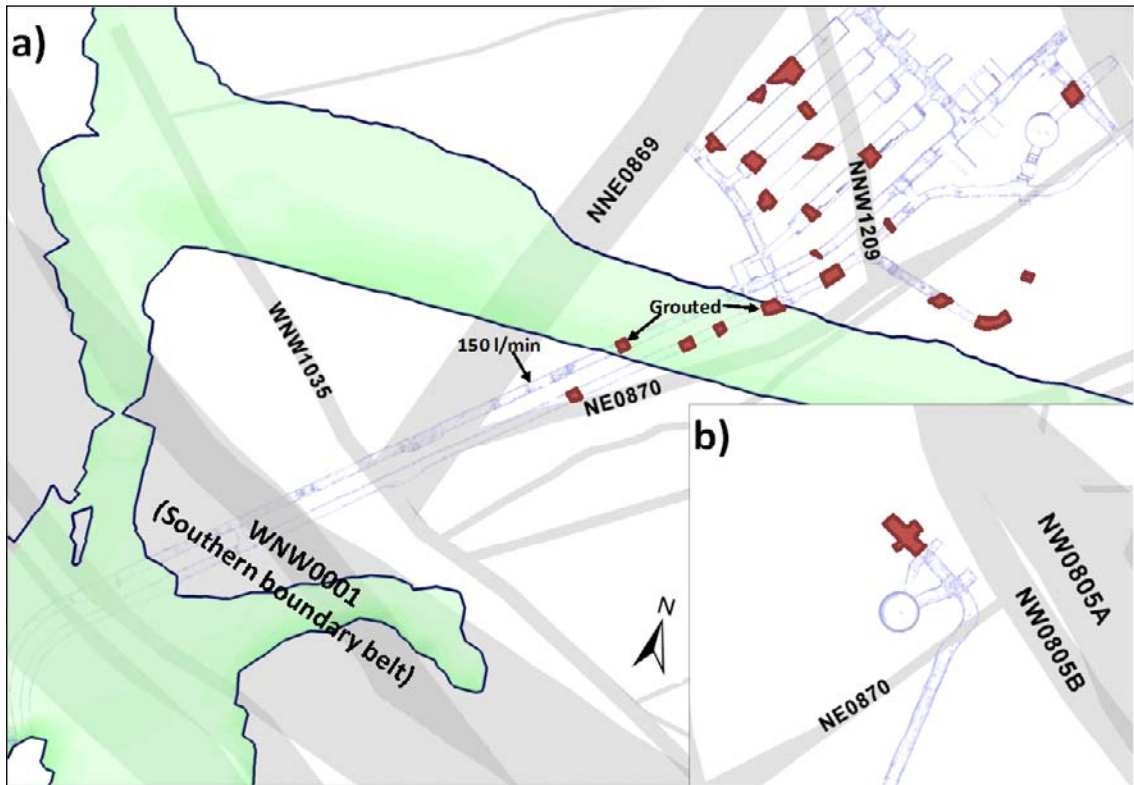 a)
NNE0869
NNW1209
Grouted
150 l/min
WNW1035
NE0870
WNW0001
(Southern boundary belt)
N
b)
NW0805A
NW0805B
NE0870